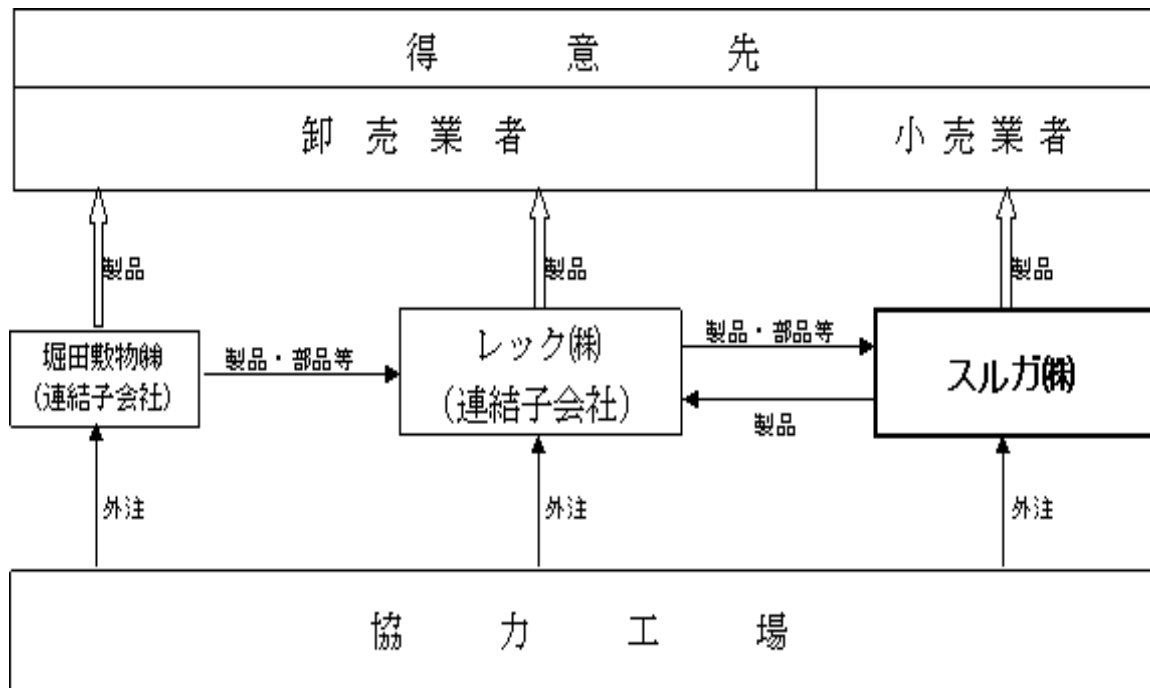 得意先
卸売業者
小売業者
製品
製品
製品
堀田敷物㈱
(連結子会社)
製品・部品等
レック㈱
(連結子会社)
製品・部品等
製品
スルガ㈱
外注
外注
外注
協力工場